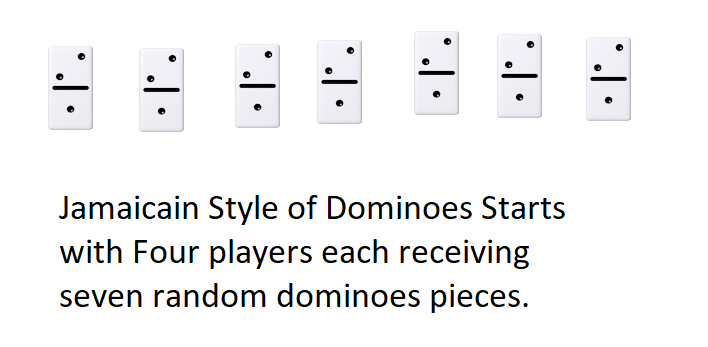 Jamaicain Style of Dominoes Starts
with Four players each receiving
seven random dominoes pieces.